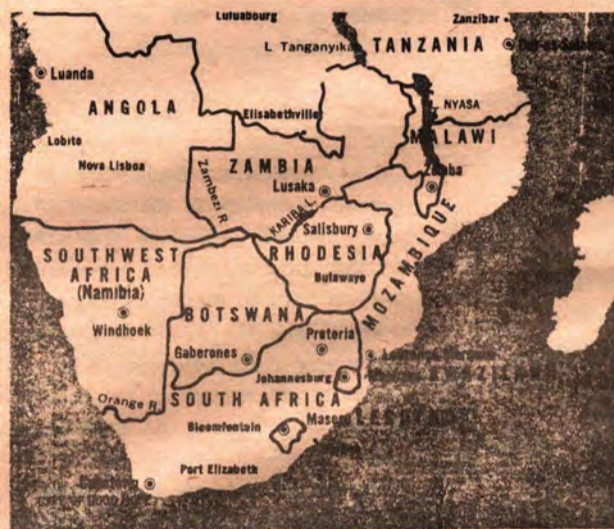 Luluabourg
Zanzibar
L. Tanganyika
TANZANIA
Luanda
ANGOLA
Elisabethville
L. NYASA
MALAWI
Lobito
Nova Lisboa
ZAMBIA
Zomba
Lusaka
Zambezi R.
KARIBA L.
Salisbury
RHODESIA
MOZAMBIQUE
SOUTHWEST
AFRICA
(Namibia)
Bulawayo
BOTSWANA
Windhoek
Pretoria
Gaberones
Johannesburg
Orange R.
SOUTH AFRICA
Maseru
Bloemfontein
Port Elizabeth